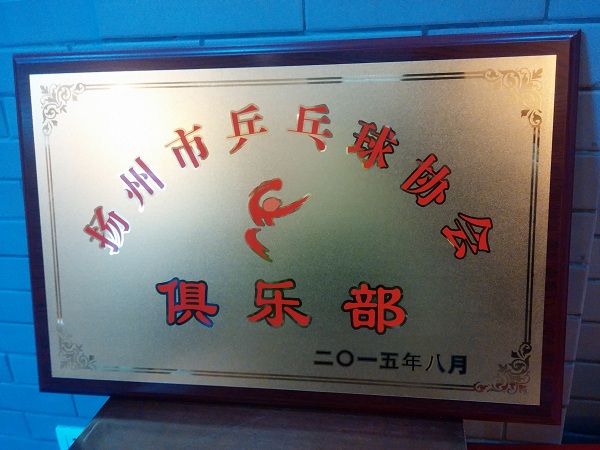 扬州市乒乓球协会
俱乐部
二〇一五年八月